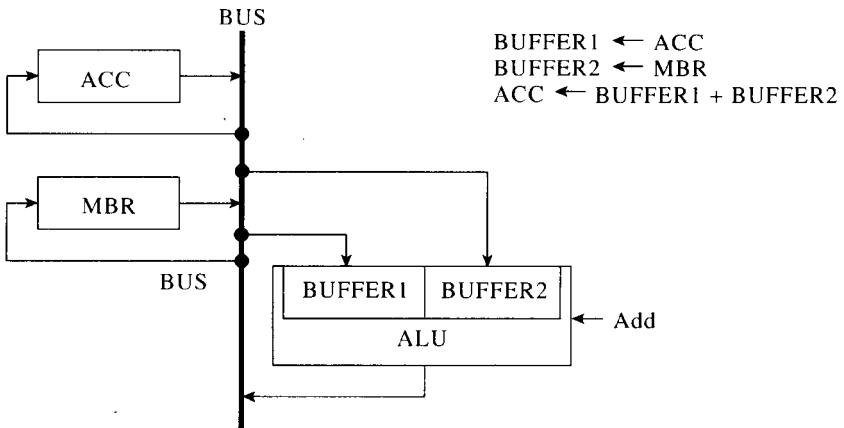 BUS
BUFFER1 ← ACC
BUFFER2 ← MBR
ACC ← BUFFER1 + BUFFER2
ACC
MBR
BUS
BUFFER1 BUFFER2
Add
ALU